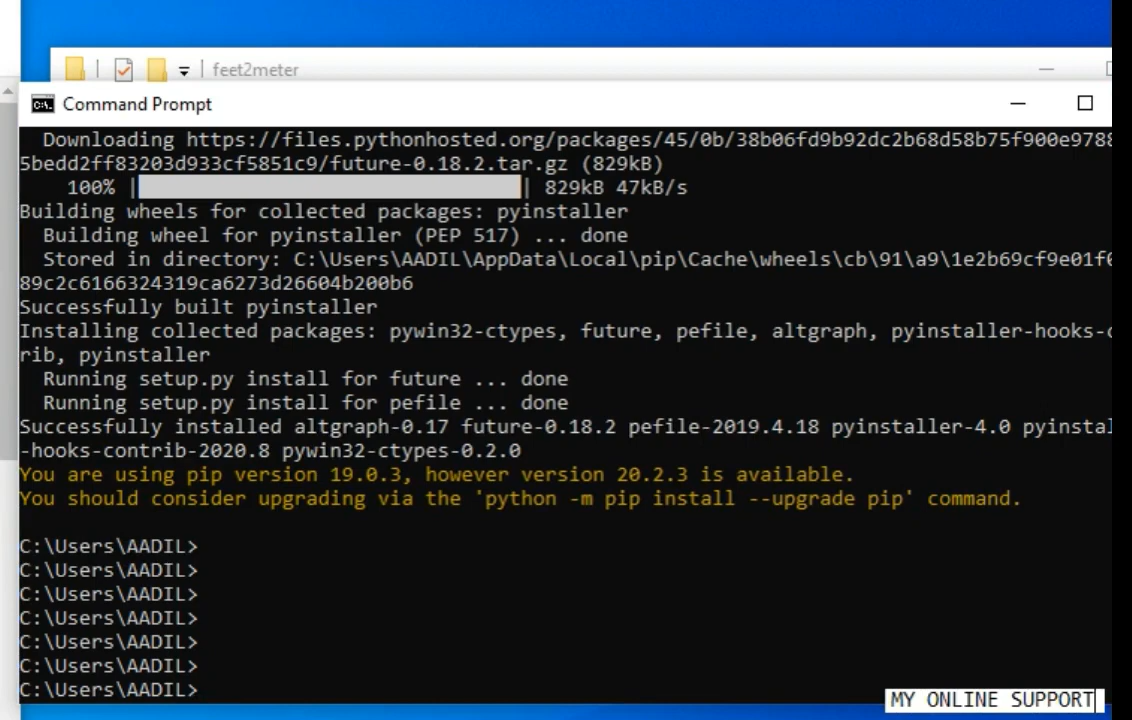 feet2meter
Command Prompt
Downloading https://files.pythonhosted.org/packages/45/0b/38b06fd9b92dc2b68d58b75f900e978
5bedd2ff83203d933cf5851c9/future-0.18.2.tar.gz (829kB)
100% | | 829kB 47kB/s
Building wheels for collected packages: pyinstaller
Building wheel for pyinstaller (PEP 517) ... done
Stored in directory: C:\Users\AADIL\AppData\Local\pip\Cache\wheels\cb\91\a9\1e2b69cf9e01f
89c2c6166324319ca6273d26604b200b6
Successfully built pyinstaller
Installing collected packages: pywin32-ctypes, future, pefile, altgraph, pyinstaller-hooks-c
rib, pyinstaller
Running setup.py install for future ... done
Running setup.py install for pefile ... done
Successfully installed altgraph-0.17 future-0.18.2 pefile-2019.4.18 pyinstaller-4.0 pyinstal
-hooks-contrib-2020.8 pywin32-ctypes-0.2.0
You are using pip version 19.0.3, however version 20.2.3 is available.
You should consider upgrading via the 'python -m pip install --upgrade pip' command.
C:\Users\AADIL>
C:\Users\AADIL>
C:\Users\AADIL>
C:\Users\AADIL>
C:\Users\AADIL>
C:\Users\AADIL>
C:\Users\AADIL>
MY ONLINE SUPPORT